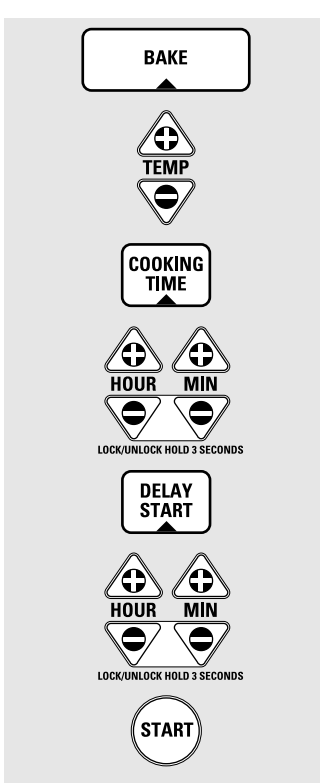 BAKE
TEMP
COOKING
TIME
HOUR MIN
LOCK/UNLOCK HOLD 3 SECONDS
DELAY
START
HOUR MIN
LOCK/UNLOCK HOLD 3 SECONDS
START